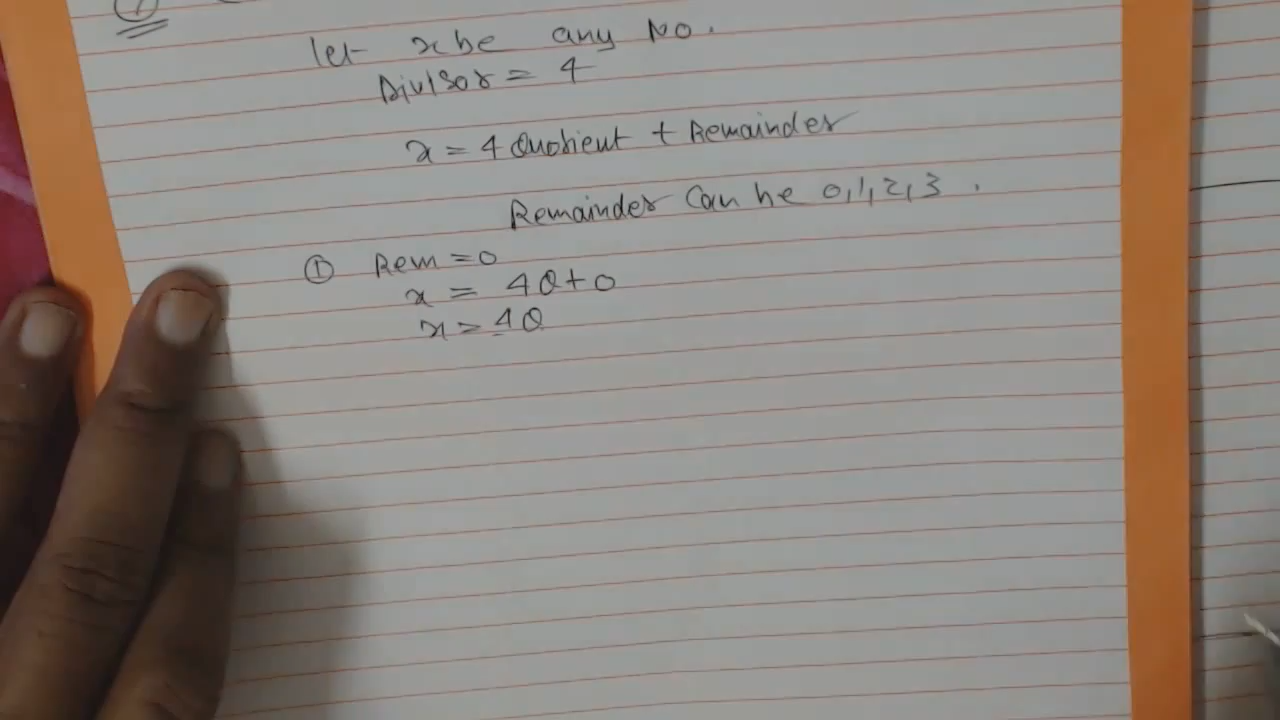 let x be any No.
Divisor = 4
x = 4 Quotient + Remainder
Remainder Can be 0,1,2,3 .
① Rem = 0
x = 4Q+0
x = 4Q